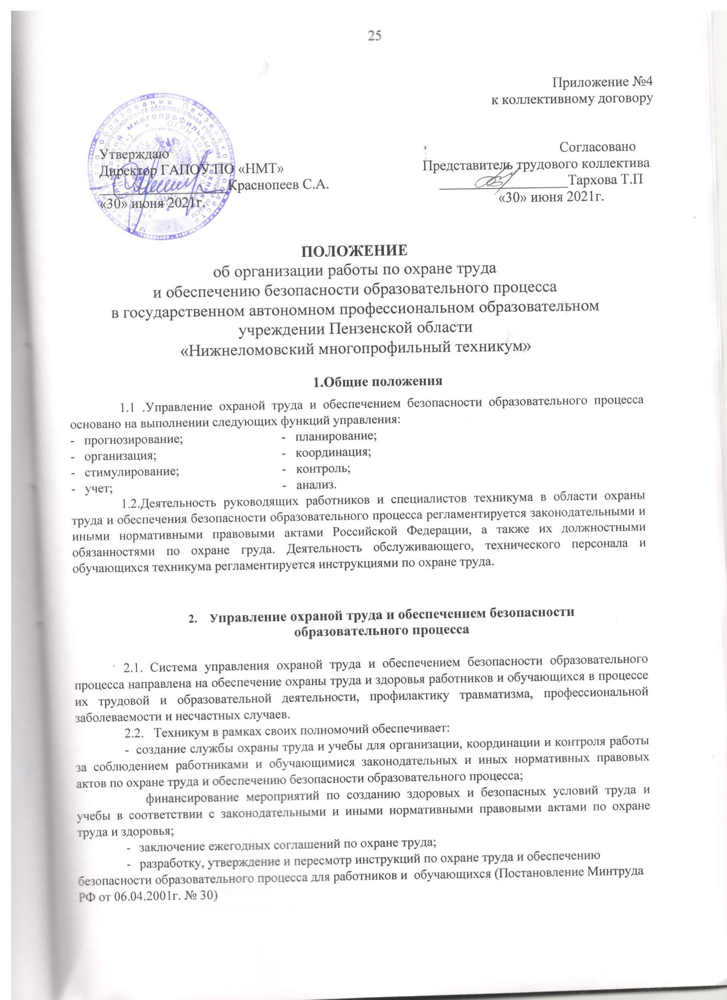 25
Приложение №4
к коллективному договору
Утверждаю
Директор ГАПОУ ПО «НМТ»
Краснопеев С.А.
«30» июня 2021г.
Согласовано
Представитель трудового коллектива
Тархова Т.П
«30» июня 2021г.
ПОЛОЖЕНИЕ
об организации работы по охране труда
и обеспечению безопасности образовательного процесса
в государственном автономном профессиональном образовательном
учреждении Пензенской области
«Нижнеломовский многопрофильный техникум»
1.Общие положения
1.1 .Управление охраной труда и обеспечением безопасности образовательного процесса
основано на выполнении следующих функций управления:
- прогнозирование; - планирование;
- организация; - координация;
- стимулирование; - контроль;
- учет; - анализ.
1.2.Деятельность руководящих работников и специалистов техникума в области охраны
труда и обеспечения безопасности образовательного процесса регламентируется законодательными и
иными нормативными правовыми актами Российской Федерации, а также их должностными
обязанностями по охране груда. Деятельность обслуживающего, технического персонала и
обучающихся техникума регламентируется инструкциями по охране труда.
2. Управление охраной труда и обеспечением безопасности
образовательного процесса
2.1. Система управления охраной труда и обеспечением безопасности образовательного
процесса направлена на обеспечение охраны труда и здоровья работников и обучающихся в процессе
их трудовой и образовательной деятельности, профилактику травматизма, профессиональной
заболеваемости и несчастных случаев.
2.2. Техникум в рамках своих полномочий обеспечивает:
- создание службы охраны труда и учебы для организации, координации и контроля работы
за соблюдением работниками и обучающимися законодательных и иных нормативных правовых
актов по охране труда и обеспечению безопасности образовательного процесса;
финансирование мероприятий по созданию здоровых и безопасных условий труда и
учебы в соответствии с законодательными и иными нормативными правовыми актами по охране
труда и здоровья;
- заключение ежегодных соглашений по охране труда;
- разработку, утверждение и пересмотр инструкций по охране труда и обеспечению
безопасности образовательного процесса для работников и обучающихся (Постановление Минтруда
РФ от 06.04.2001г. № 30)